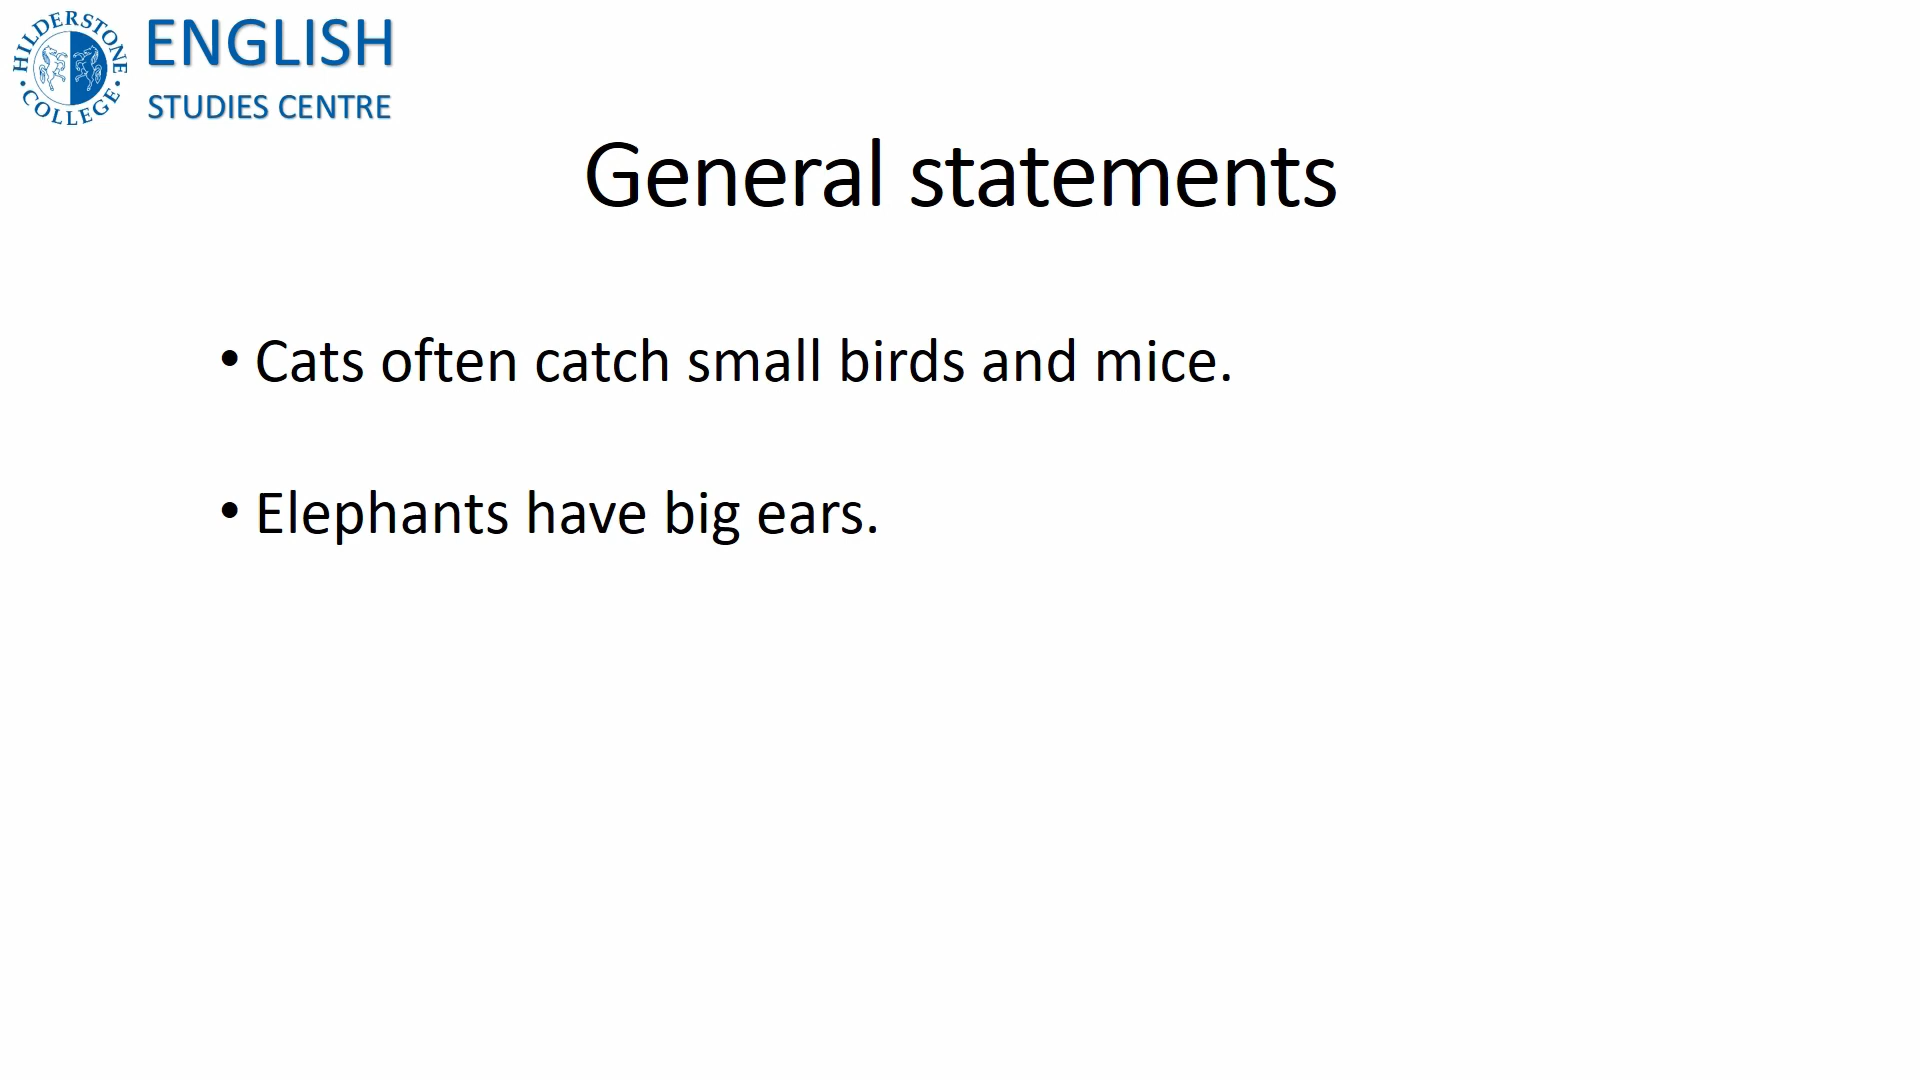 HILDERSTONE
COLLEGE
ENGLISH
STUDIES CENTRE
General statements
• Cats often catch small birds and mice.
• Elephants have big ears.